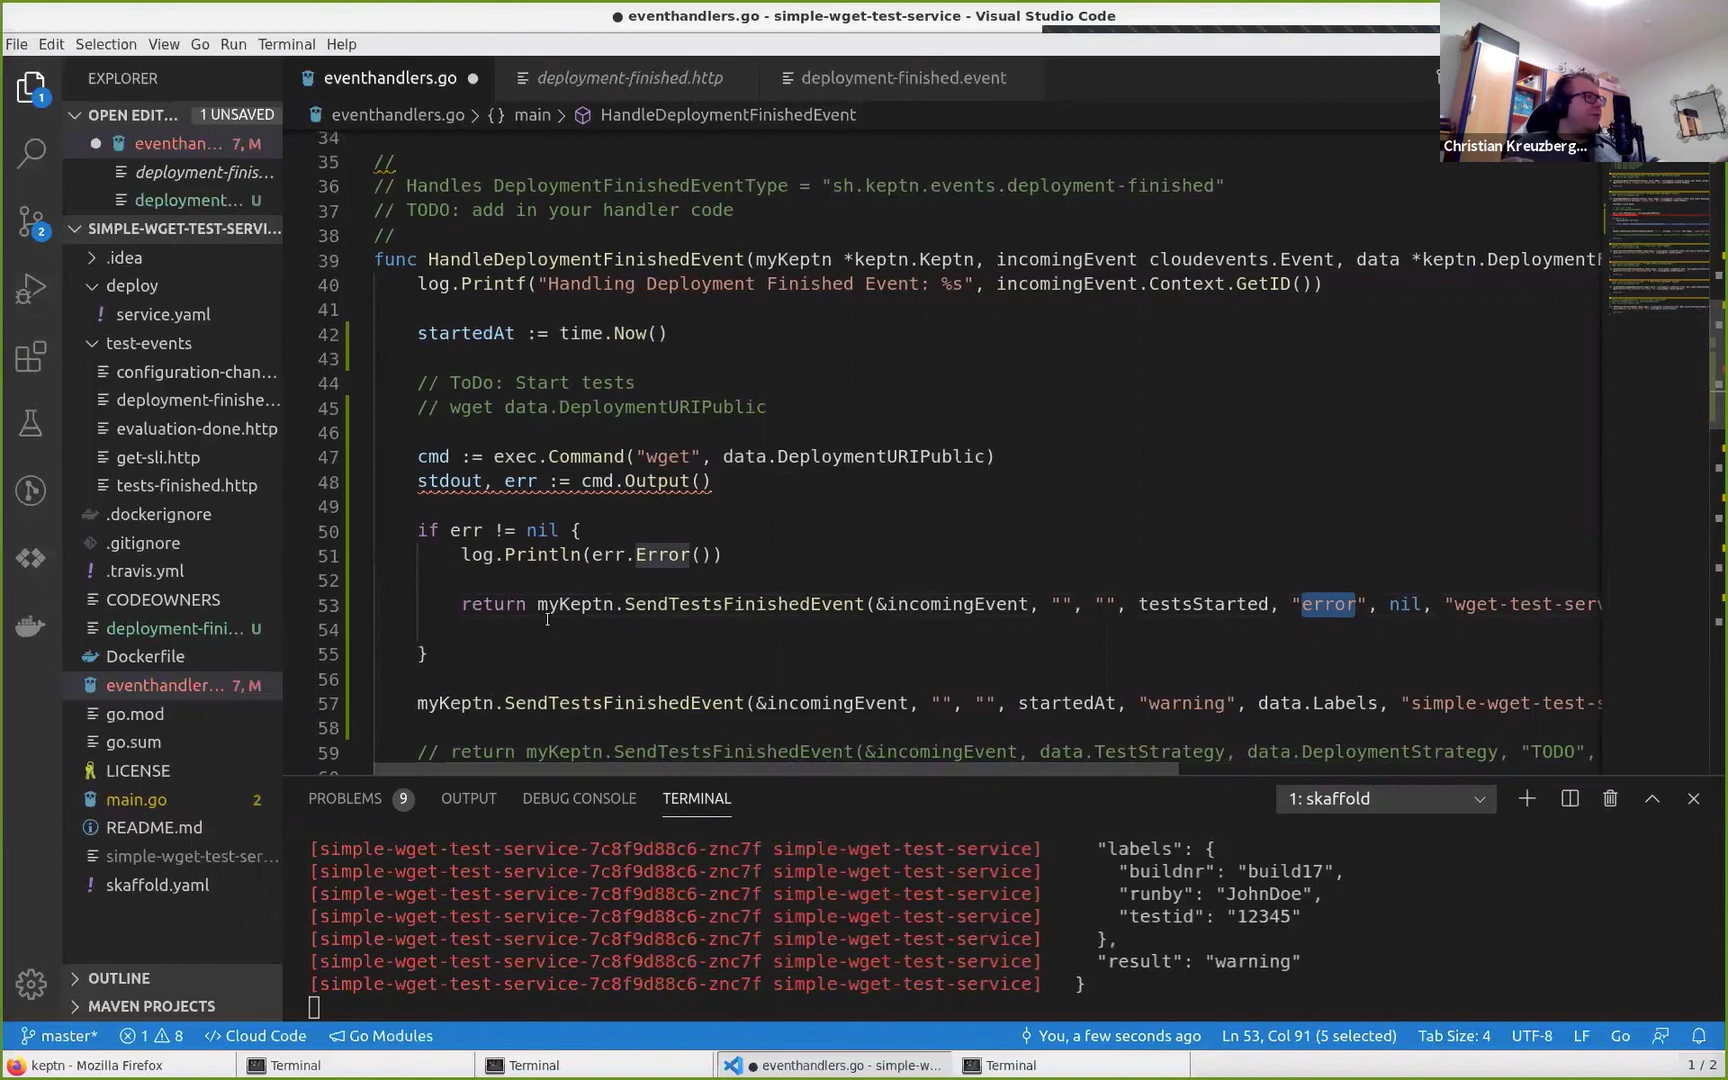 ● eventhandlers.go - simple-wget-test-service - Visual Studio Code
File Edit Selection View Go Run Terminal Help
Christian Kreuzberg...
EXPLORER
OPEN EDIT... 1 UNSAVED
eventhan... 7, M
deployment-finis...
deployment... U
SIMPLE-WGET-TEST-SERVI...
.idea
deploy
service.yaml
test-events
configuration-chan...
deployment-finishe...
evaluation-done.http
get-sli.http
tests-finished.http
.dockerignore
.gitignore
.travis.yml
CODEOWNERS
deployment-fini... U
Dockerfile
eventhandler... 7, M
go.mod
go.sum
LICENSE
main.go 2
README.md
simple-wget-test-ser...
skaffold.yaml
OUTLINE
MAVEN PROJECTS
1
2
eventhandlers.go ● deployment-finished.http deployment-finished.event
eventhandlers.go > {} main > HandleDeploymentFinishedEvent
34
35 //
36 // Handles DeploymentFinishedEventType = "sh.keptn.events.deployment-finished"
37 // TODO: add in your handler code
38 //
39 func HandleDeploymentFinishedEvent(myKeptn *keptn.Keptn, incomingEvent cloudevents.Event, data *keptn.DeploymentF
40 log.Printf("Handling Deployment Finished Event: %s", incomingEvent.Context.GetID())
41
42 startedAt := time.Now()
43
44 // ToDo: Start tests
45 // wget data.DeploymentURIPublic
46
47 cmd := exec.Command("wget", data.DeploymentURIPublic)
48 stdout, err := cmd.Output()
49
50 if err != nil {
51 log.Println(err.Error())
52
53 return myKeptn.SendTestsFinishedEvent(&incomingEvent, "", "", testsStarted, "error", nil, "wget-test-serv
54
55 }
56
57 myKeptn.SendTestsFinishedEvent(&incomingEvent, "", "", startedAt, "warning", data.Labels, "simple-wget-test-s
58
59 // return myKeptn.SendTestsFinishedEvent(&incomingEvent, data.TestStrategy, data.DeploymentStrategy, "TODO",
PROBLEMS 9 OUTPUT DEBUG CONSOLE TERMINAL 1: skaffold
[simple-wget-test-service-7c8f9d88c6-znc7f simple-wget-test-service] "labels": {
[simple-wget-test-service-7c8f9d88c6-znc7f simple-wget-test-service] "buildnr": "build17",
[simple-wget-test-service-7c8f9d88c6-znc7f simple-wget-test-service] "runby": "JohnDoe",
[simple-wget-test-service-7c8f9d88c6-znc7f simple-wget-test-service] "testid": "12345"
[simple-wget-test-service-7c8f9d88c6-znc7f simple-wget-test-service] },
[simple-wget-test-service-7c8f9d88c6-znc7f simple-wget-test-service] "result": "warning"
[simple-wget-test-service-7c8f9d88c6-znc7f simple-wget-test-service] }
master* 1 8 </> Cloud Code Go Modules You, a few seconds ago Ln 53, Col 91 (5 selected) Tab Size: 4 UTF-8 LF Go
keptn - Mozilla Firefox Terminal Terminal ● eventhandlers.go - simple-w... Terminal 1 / 2